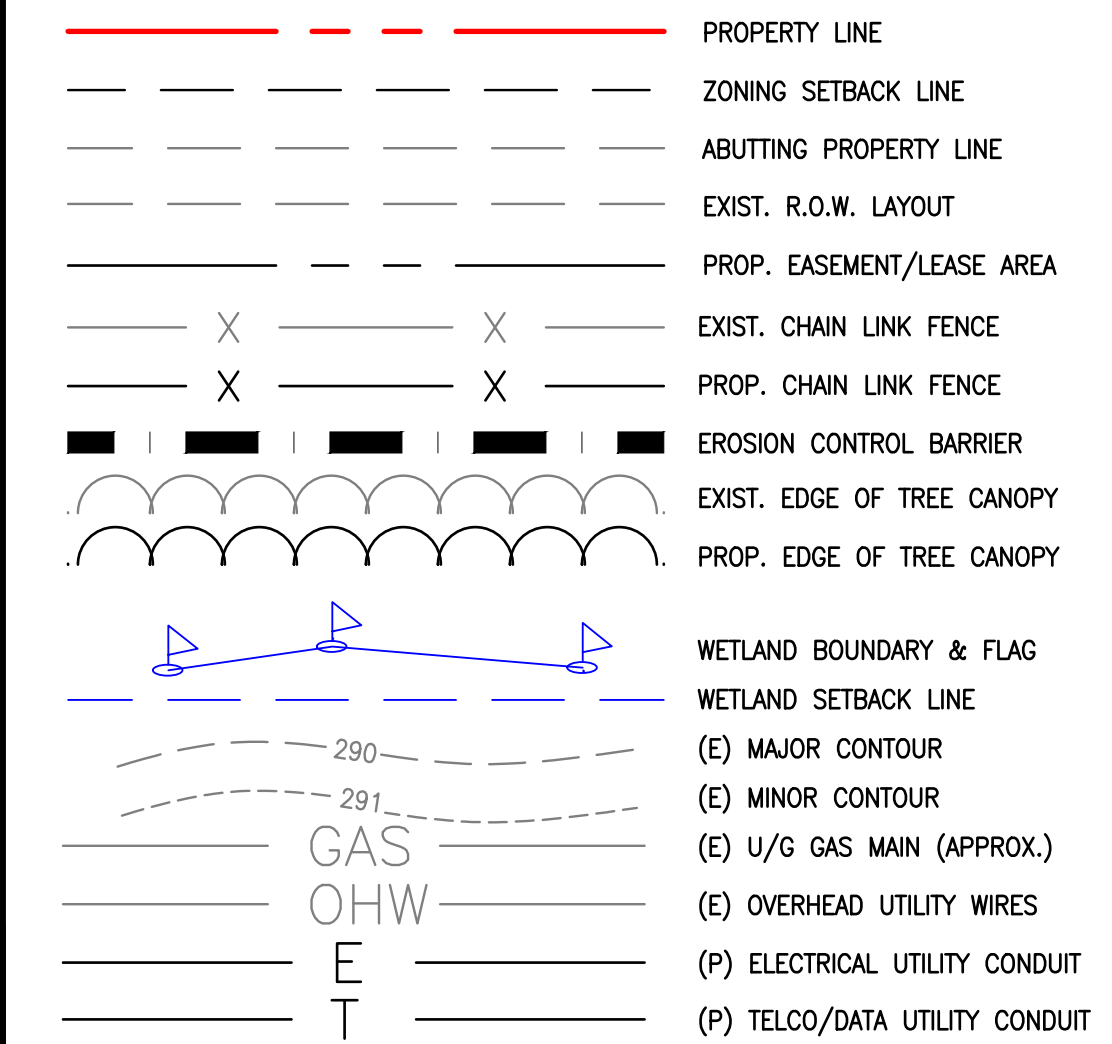 PROPERTY LINE
ZONING SETBACK LINE
ABUTTING PROPERTY LINE
EXIST. R.O.W. LAYOUT
PROP. EASEMENT/LEASE AREA
X X EXIST. CHAIN LINK FENCE
X X PROP. CHAIN LINK FENCE
EROSION CONTROL BARRIER
EXIST. EDGE OF TREE CANOPY
PROP. EDGE OF TREE CANOPY
WETLAND BOUNDARY & FLAG
WETLAND SETBACK LINE
290 (E) MAJOR CONTOUR
291 (E) MINOR CONTOUR
GAS (E) U/G GAS MAIN (APPROX.)
OHW (E) OVERHEAD UTILITY WIRES
E (P) ELECTRICAL UTILITY CONDUIT
T (P) TELCO/DATA UTILITY CONDUIT